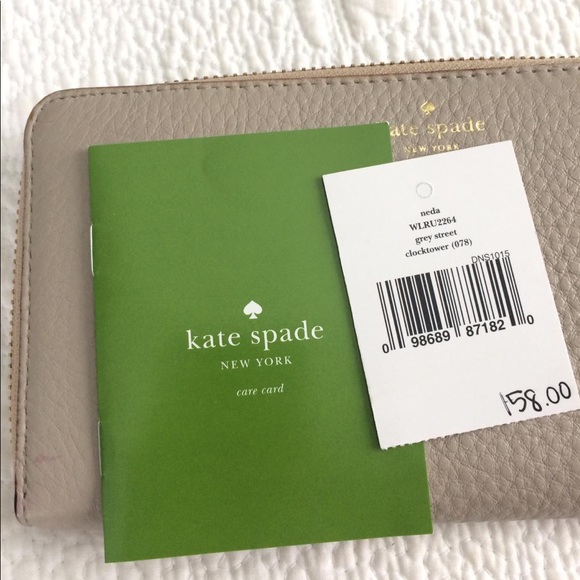 ate spade
NEW YORK
kate spade
NEW YORK
care card
neda
WLRU2264
grey street
clocktower (078)
DNS1015
0 98689 87182 0
158.00